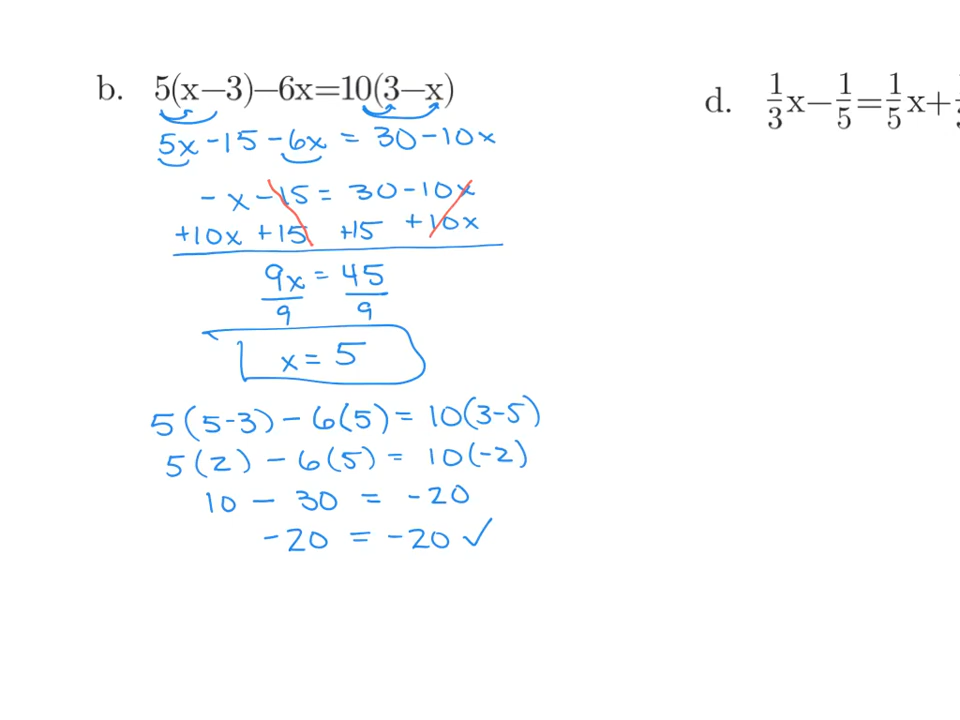 b. 5(x−3)−6x=10(3−x)
5x -15 - 6x = 30 -10x
- x - 15 = 30 - 10x
+10x +15 +15 +10x
9x = 45
9 9
x = 5
5(5-3) - 6(5) = 10(3-5)
5(2) - 6(5) = 10(-2)
10 - 30 = -20
-20 = -20 ✓
d. 1/3x−1/5=1/5x+